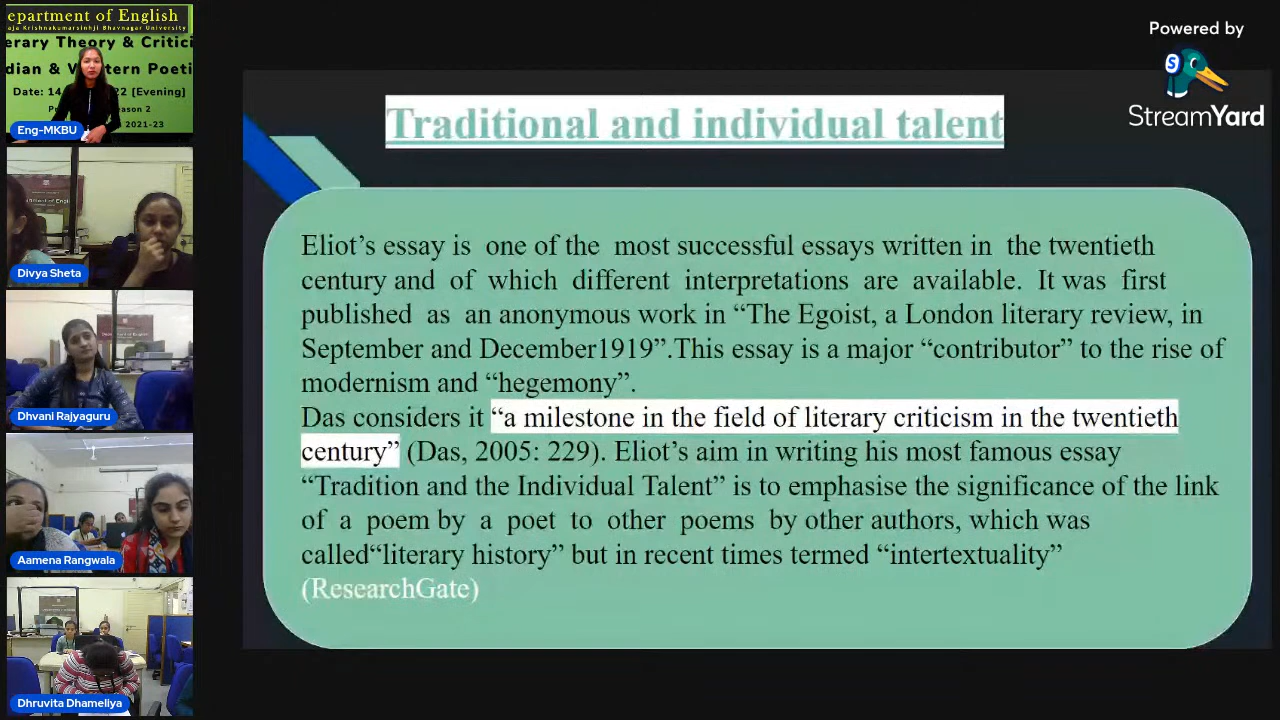 epartment of English
aja Krishnakumarsinhji Bhavnagar University
erary Theory & Critici
dian & W tern Poeti
Date: 14 22 [Evening]
ason 2
2021-23
Eng-MKBU
Divya Sheta
Dhvani Rajyaguru
Aamena Rangwala
Dhruvita Dhameliya
Powered by
S
StreamYard
Traditional and individual talent
Eliot’s essay is one of the most successful essays written in the twentieth
century and of which different interpretations are available. It was first
published as an anonymous work in “The Egoist, a London literary review, in
September and December1919”.This essay is a major “contributor” to the rise of
modernism and “hegemony”.
Das considers it “a milestone in the field of literary criticism in the twentieth
century” (Das, 2005: 229). Eliot’s aim in writing his most famous essay
“Tradition and the Individual Talent” is to emphasise the significance of the link
of a poem by a poet to other poems by other authors, which was
called“literary history” but in recent times termed “intertextuality”
(ResearchGate)